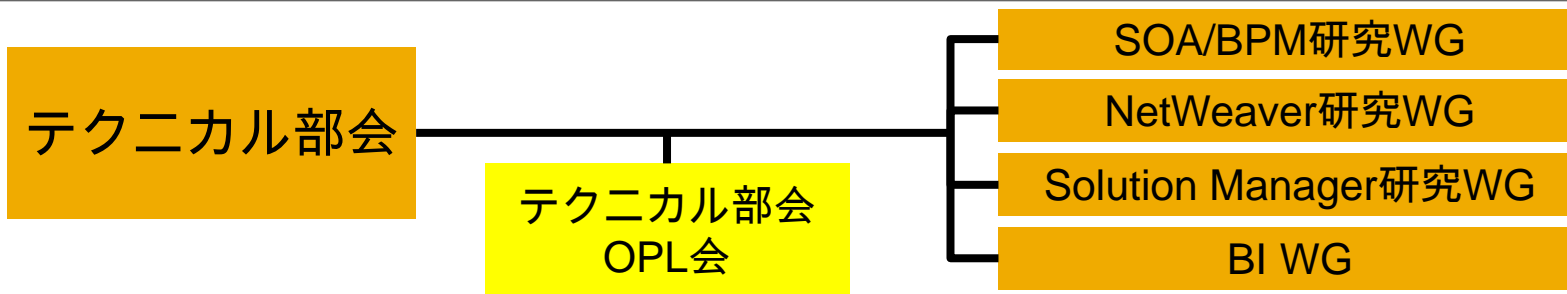 テクニカル部会
テクニカル部会
OPL会
SOA/BPM研究WG
NetWeaver研究WG
Solution Manager研究WG
BI WG